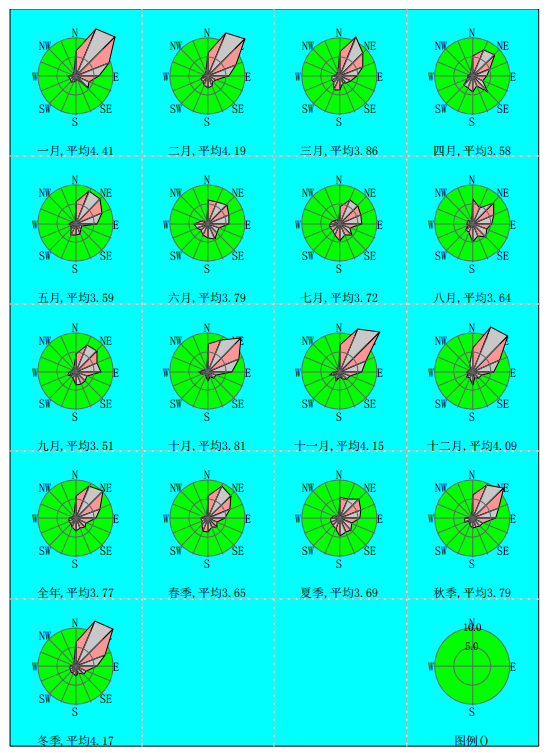 N N N N
NW NW NW NE NW NE
W E W E W E W E
SW SE SW SE SW SE SW SE
S S S S
一月,平均4.41 二月,平均4.19 三月,平均3.86 四月,平均3.58
N N N N
NW NE NW NE NW NE NW NE
W E W E W E W E
SW SE SW SE SW SE SW SE
S S S S
五月,平均3.59 六月,平均3.79 七月,平均3.72 八月,平均3.64
N N N N
NW NE NW NW NW
W E W E W E W E
SW SE SW SE SW SE SW SE
S S S S
九月,平均3.51 十月,平均3.81 十一月,平均4.15 十二月,平均4.09
N N N N
NW NE NW NE NW NE NW NE
W E W E W E W E
SW SE SW SE SW SE SW SE
S S S S
全年,平均3.77 春季,平均3.65 夏季,平均3.69 秋季,平均3.79
N N
10.0
NW
5.0
W E W E
SW SE
S S
冬季,平均4.17 图例()